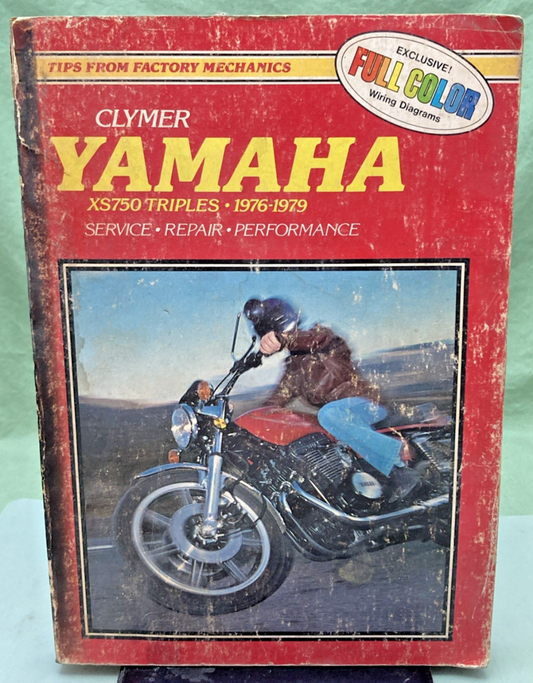 TIPS FROM FACTORY MECHANICS
EXCLUSIVE!
FULL COLOR
Wiring Diagrams
CLYMER
YAMAHA
XS750 TRIPLES • 1976-1979
SERVICE • REPAIR • PERFORMANCE